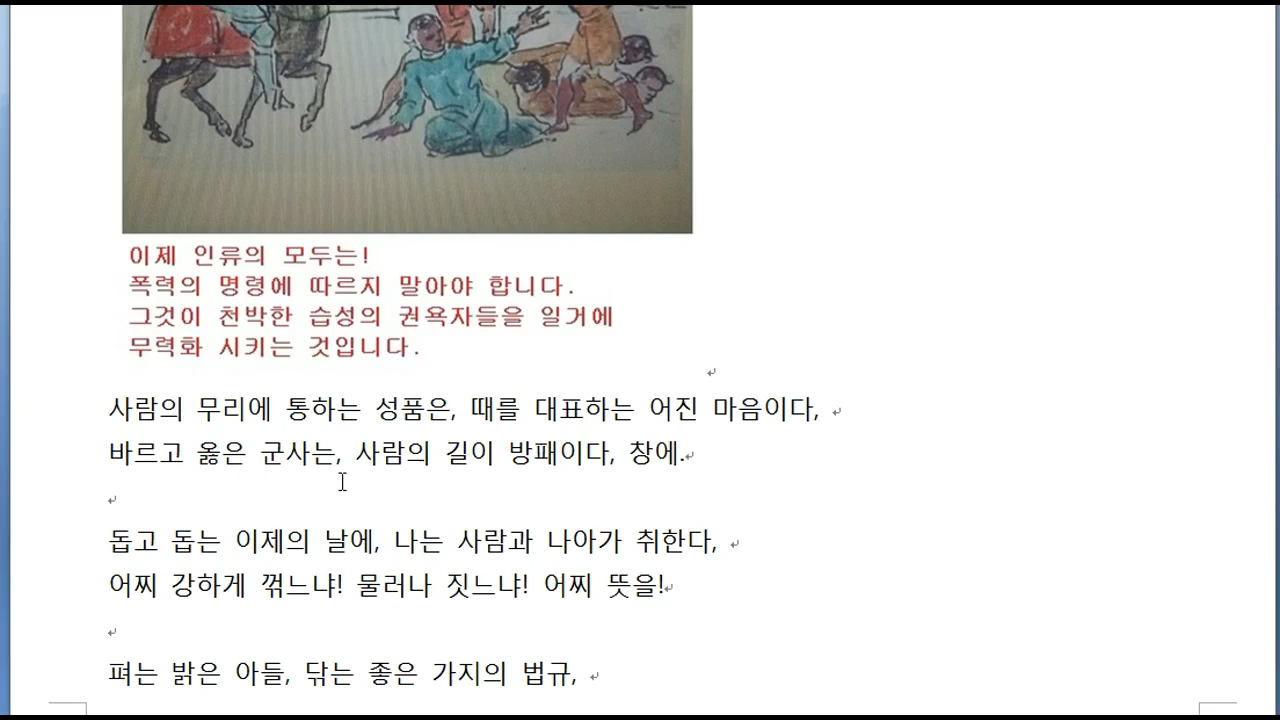 이제 인류의 모두는!
폭력의 명령에 따르지 말아야 합니다.
그것이 천박한 습성의 권욕자들을 일거에
무력화 시키는 것입니다.
사람의 무리에 통하는 성품은, 때를 대표하는 어진 마음이다,
바르고 옳은 군사는, 사람의 길이 방패이다, 창에.
돕고 돕는 이제의 날에, 나는 사람과 나아가 취한다,
어찌 강하게 꺾느냐! 물러나 짓느냐! 어찌 뜻을!
펴는 밝은 아들, 닦는 좋은 가지의 법규,